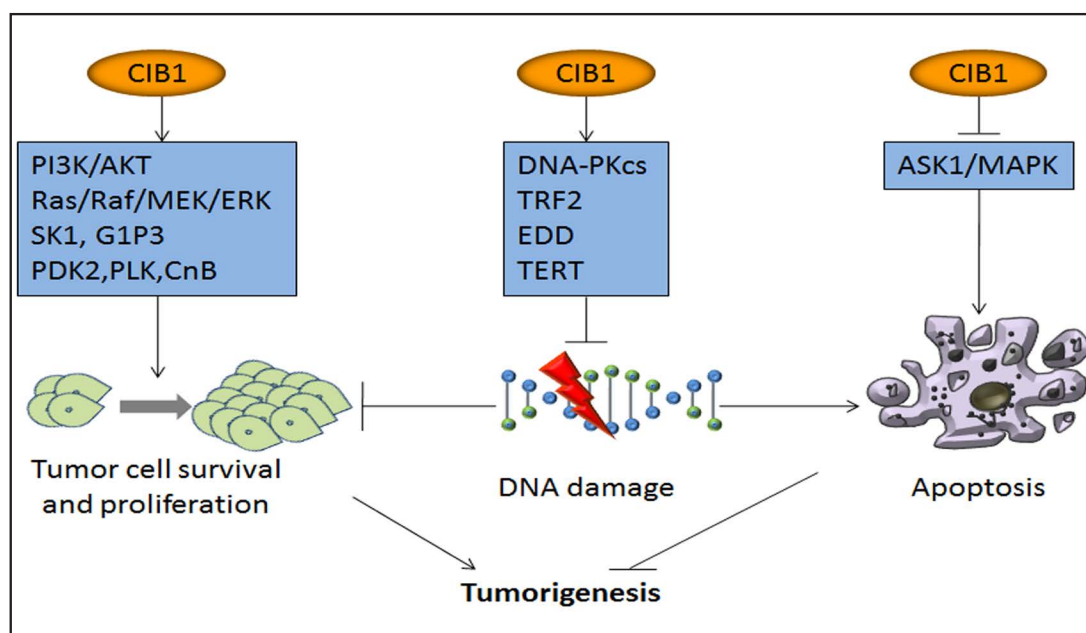 CIB1
CIB1
CIB1
PI3K/AKT
Ras/Raf/MEK/ERK
SK1, G1P3
PDK2,PLK,CnB
DNA-PKcs
TRF2
EDD
TERT
ASK1/MAPK
Tumor cell survival
and proliferation
DNA damage
Apoptosis
Tumorigenesis